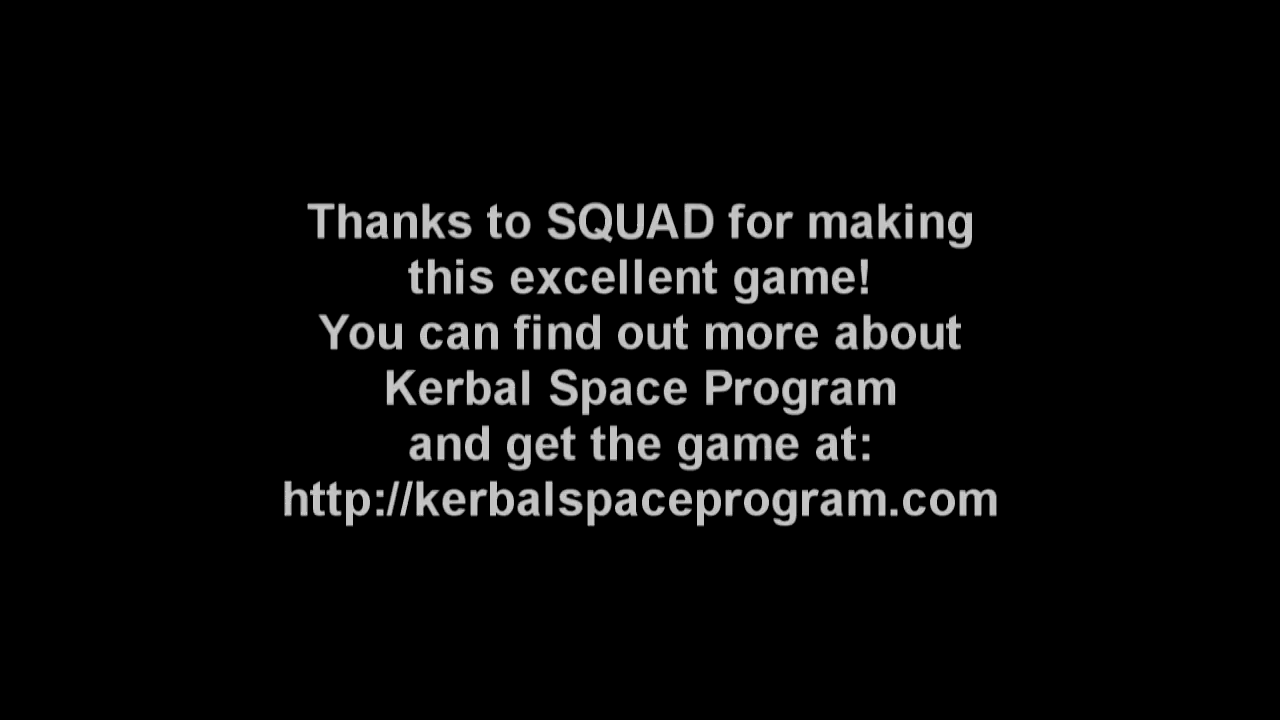 Thanks to SQUAD for making
this excellent game!
You can find out more about
Kerbal Space Program
and get the game at:
http://kerbalspaceprogram.com